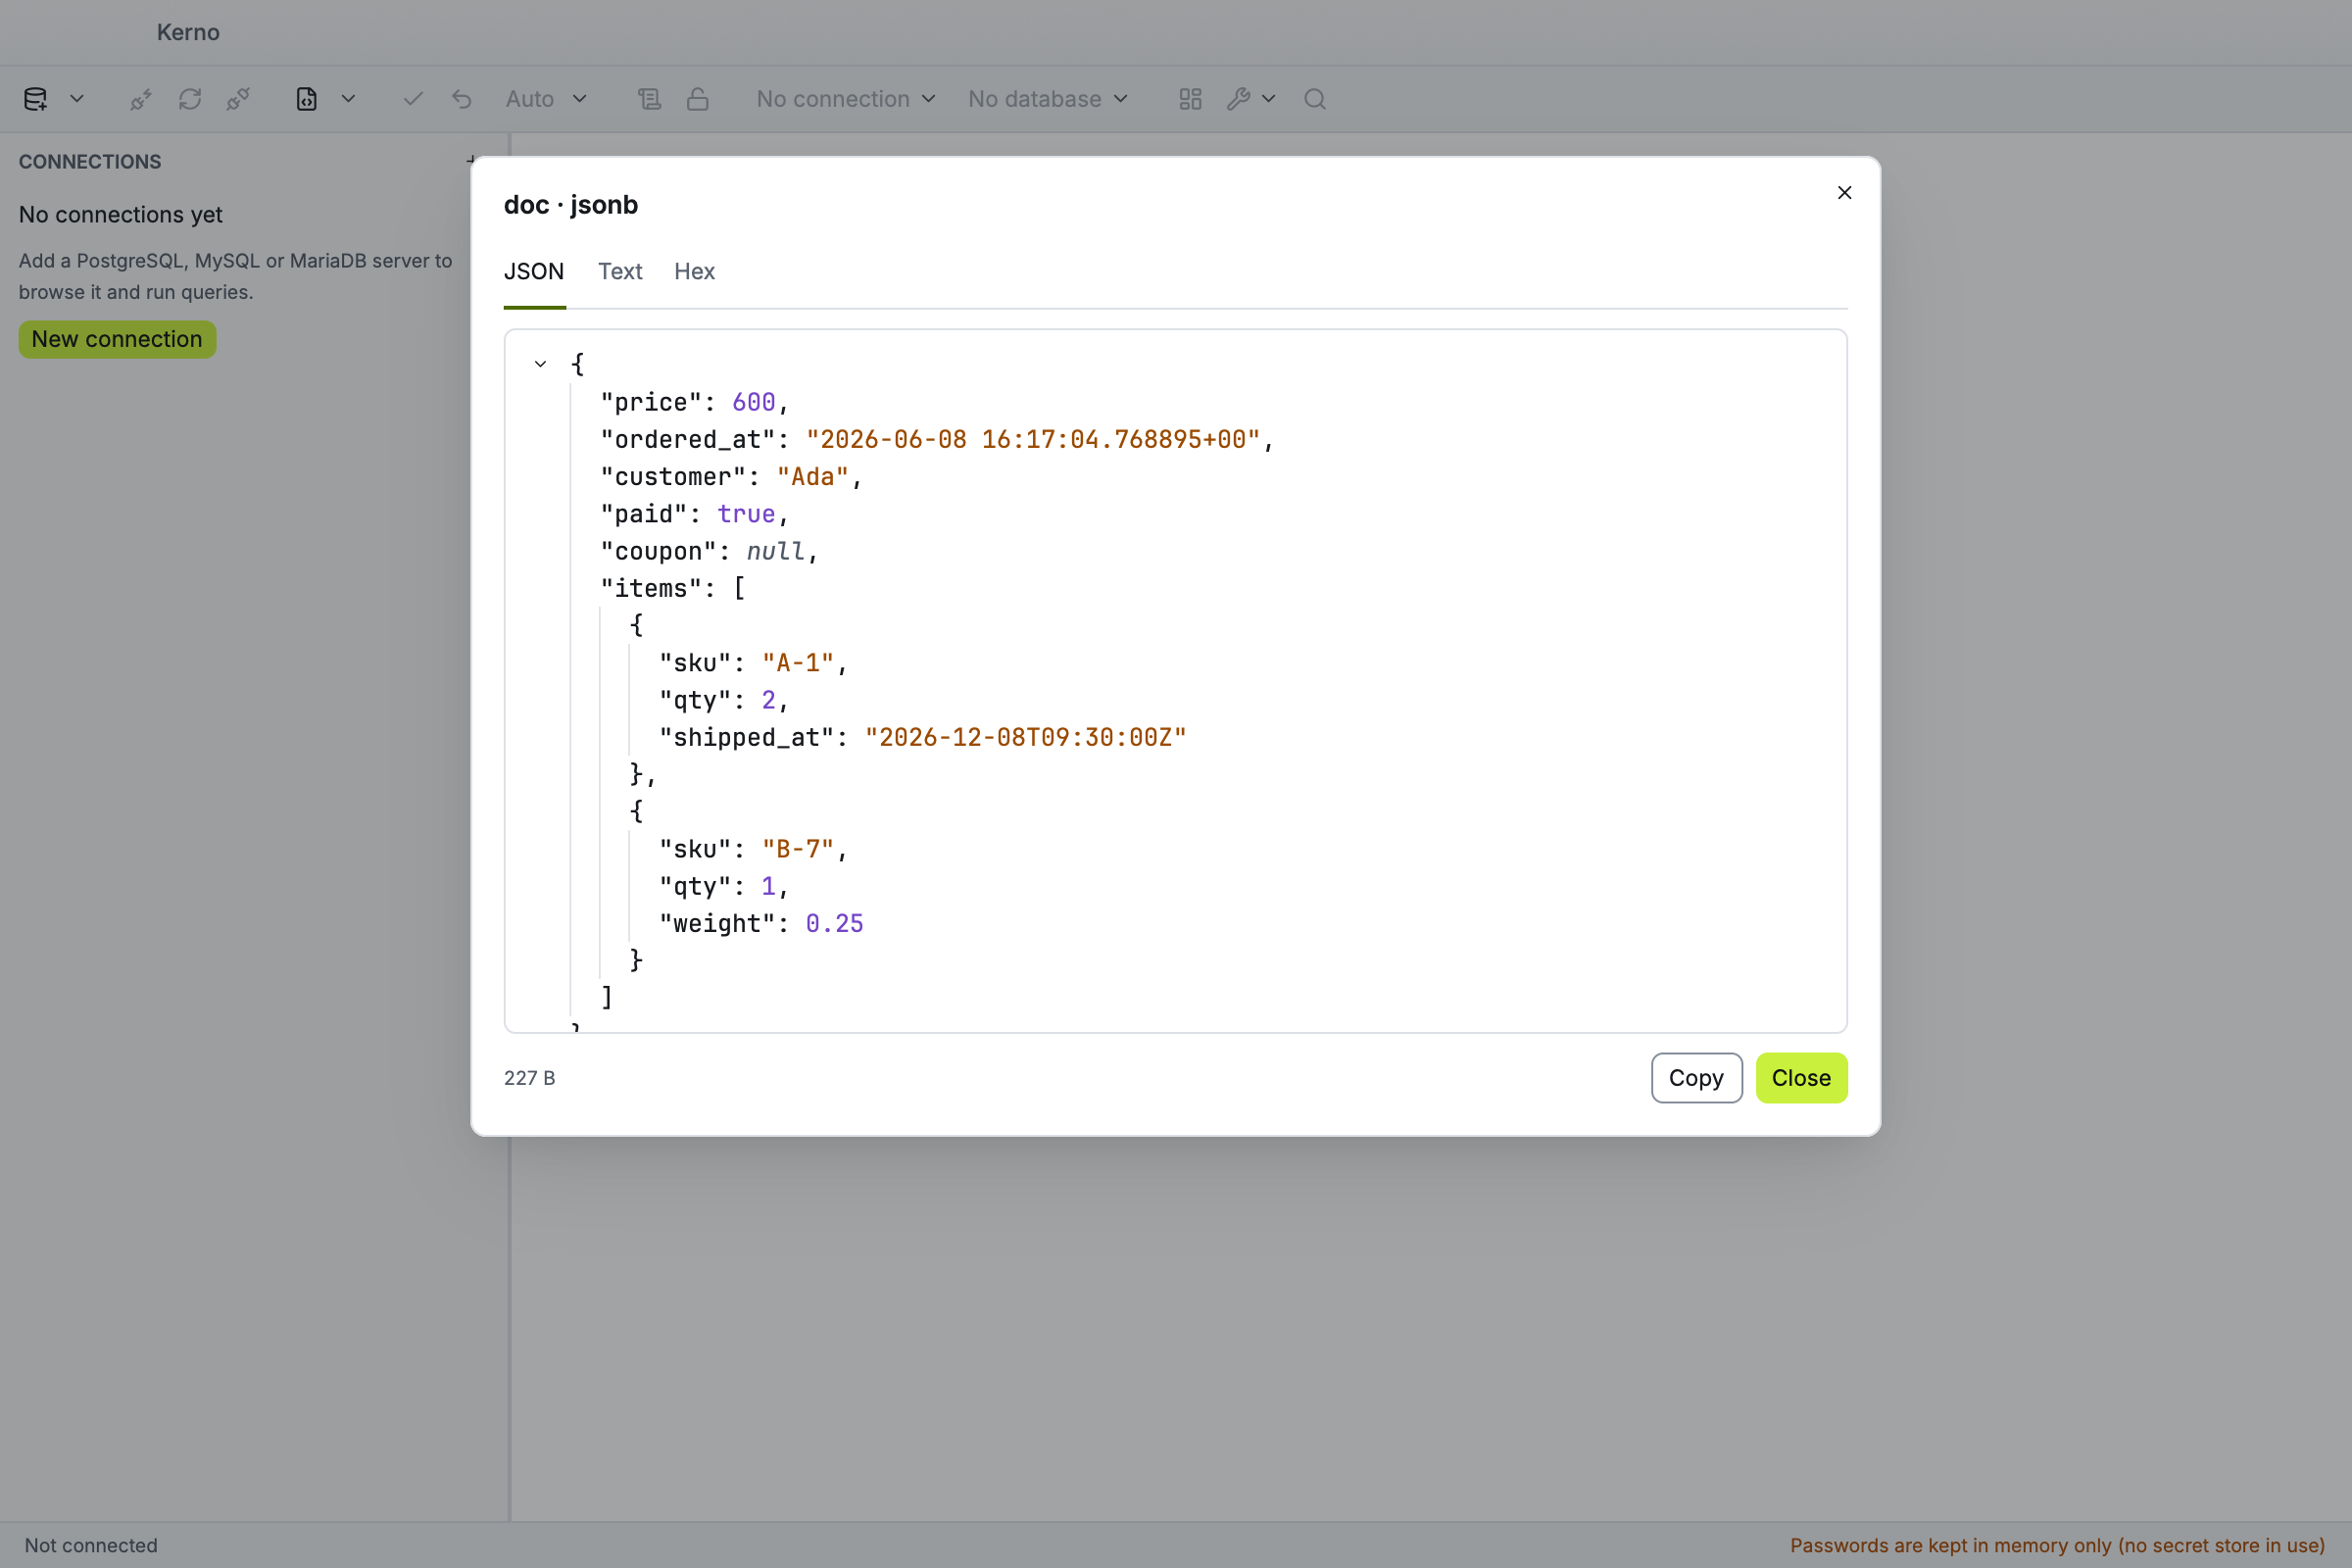 Kerno
Auto
No connection
No database
CONNECTIONS
No connections yet
Add a PostgreSQL, MySQL or MariaDB server to
browse it and run queries.
New connection
doc · jsonb
JSON Text Hex
{
"price": 600,
"ordered_at": "2026-06-08 16:17:04.768895+00",
"customer": "Ada",
"paid": true,
"coupon": null,
"items": [
{
"sku": "A-1",
"qty": 2,
"shipped_at": "2026-12-08T09:30:00Z"
},
{
"sku": "B-7",
"qty": 1,
"weight": 0.25
}
]
}
227 B
Copy
Close
Not connected
Passwords are kept in memory only (no secret store in use)